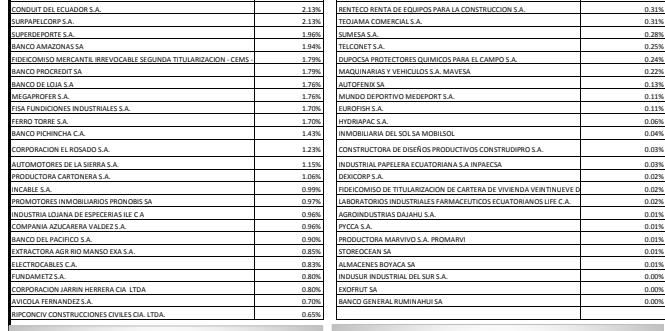 CONDUIT DEL ECUADOR S.A. 2.13%
SURPAPELCORP S.A. 2.13%
SUPERDEPORTE S.A. 1.96%
BANCO AMAZONAS SA 1.94%
FIDEICOMISO MERCANTIL IRREVOCABLE SEGUNDA TITULARIZACION - CEMS - 1.79%
BANCO PROCREDIT SA 1.79%
BANCO DE LOJA S.A 1.76%
MEGAPROFER S.A. 1.76%
FISA FUNDICIONES INDUSTRIALES S.A. 1.70%
FERRO TORRE S.A. 1.70%
BANCO PICHINCHA C.A. 1.43%
CORPORACION EL ROSADO S.A. 1.23%
AUTOMOTORES DE LA SIERRA S.A. 1.15%
PRODUCTORA CARTONERA S.A. 1.06%
INCABLE S.A. 0.99%
PROMOTORES INMOBILIARIOS PRONOBIS SA 0.97%
INDUSTRIA LOJANA DE ESPECERIAS ILE C A 0.96%
COMPANIA AZUCARERA VALDEZ S.A. 0.96%
BANCO DEL PACIFICO S.A. 0.90%
EXTRACTORA AGR RIO MANSO EXA S.A. 0.85%
ELECTROCABLES C.A. 0.83%
FUNDAMETZ S.A. 0.80%
CORPORACION JARRIN HERRERA CIA LTDA 0.80%
AVICOLA FERNANDEZ S.A. 0.70%
RIPCONCIV CONSTRUCCIONES CIVILES CIA. LTDA. 0.65%
RENTECO RENTA DE EQUIPOS PARA LA CONSTRUCCION S.A. 0.31%
TEOJAMA COMERCIAL S.A. 0.31%
SUMESA S.A. 0.28%
TELCONET S.A. 0.25%
DUPOCSA PROTECTORES QUIMICOS PARA EL CAMPO S.A. 0.24%
MAQUINARIAS Y VEHICULOS S.A. MAVESA 0.22%
AUTOFENIX SA 0.13%
MUNDO DEPORTIVO MEDEPORT S.A. 0.11%
EUROFISH S.A. 0.11%
HYDRIAPAC S.A. 0.06%
INMOBILIARIA DEL SOL SA MOBILSOL 0.04%
CONSTRUCTORA DE DISEÑOS PRODUCTIVOS CONSTRUDIPRO S.A. 0.03%
INDUSTRIAL PAPELERA ECUATORIANA S.A INPAECSA 0.03%
DEXICORP S.A. 0.02%
FIDEICOMISO DE TITULARIZACION DE CARTERA DE VIVIENDA VEINTINUEVE D 0.02%
LABORATORIOS INDUSTRIALES FARMACEUTICOS ECUATORIANOS LIFE C.A. 0.02%
AGROINDUSTRIAS DAJAHU S.A. 0.01%
PYCCA S.A. 0.01%
PRODUCTORA MARVIVO S.A. PROMARVI 0.01%
STOREOCEAN SA 0.01%
ALMACENES BOYACA SA 0.01%
INDUSUR INDUSTRIAL DEL SUR S.A. 0.00%
EXOFRUT SA 0.00%
BANCO GENERAL RUMINAHUI SA 0.00%